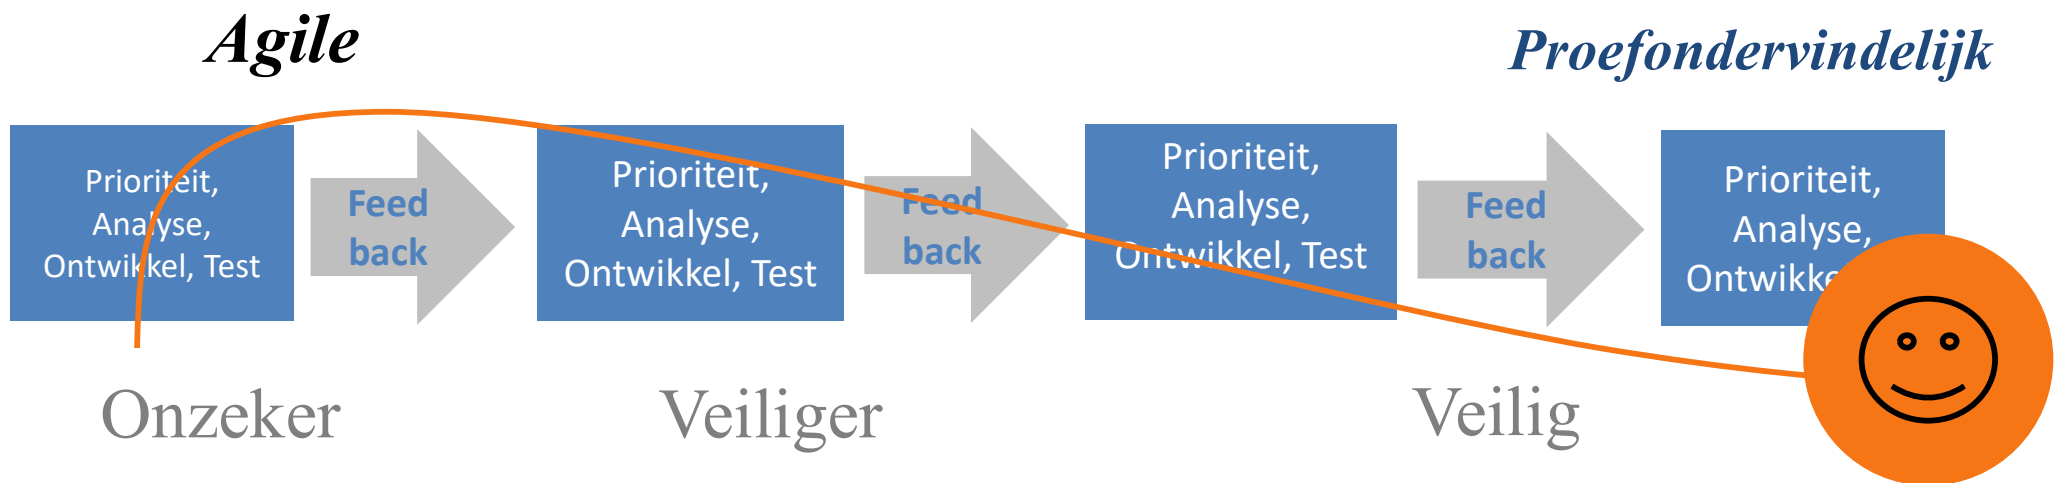 Agile
Proefondervindelijk
Prioriteit,
Analyse,
Ontwikkel, Test
Feed
back
Prioriteit,
Analyse,
Ontwikkel, Test
Feed
back
Prioriteit,
Analyse,
Ontwikkel, Test
Feed
back
Prioriteit,
Analyse,
Onzeker
Veiliger
Veilig